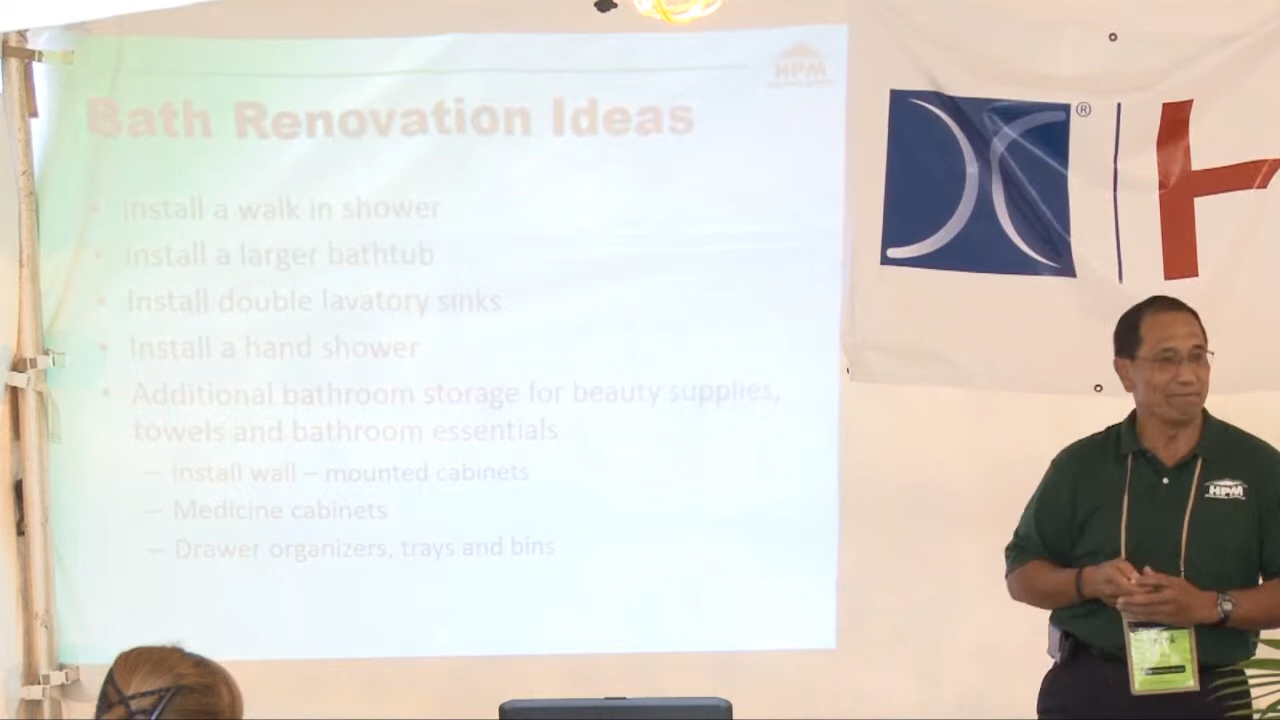 HPM
Bath Renovation Ideas
• Install a walk in shower
• Install a larger bathtub
• Install double lavatory sinks
• Install a hand shower
• Additional bathroom storage for beauty supplies,
towels and bathroom essentials
– Install wall – mounted cabinets
– Medicine cabinets
– Drawer organizers, trays and bins
® | H
HPM